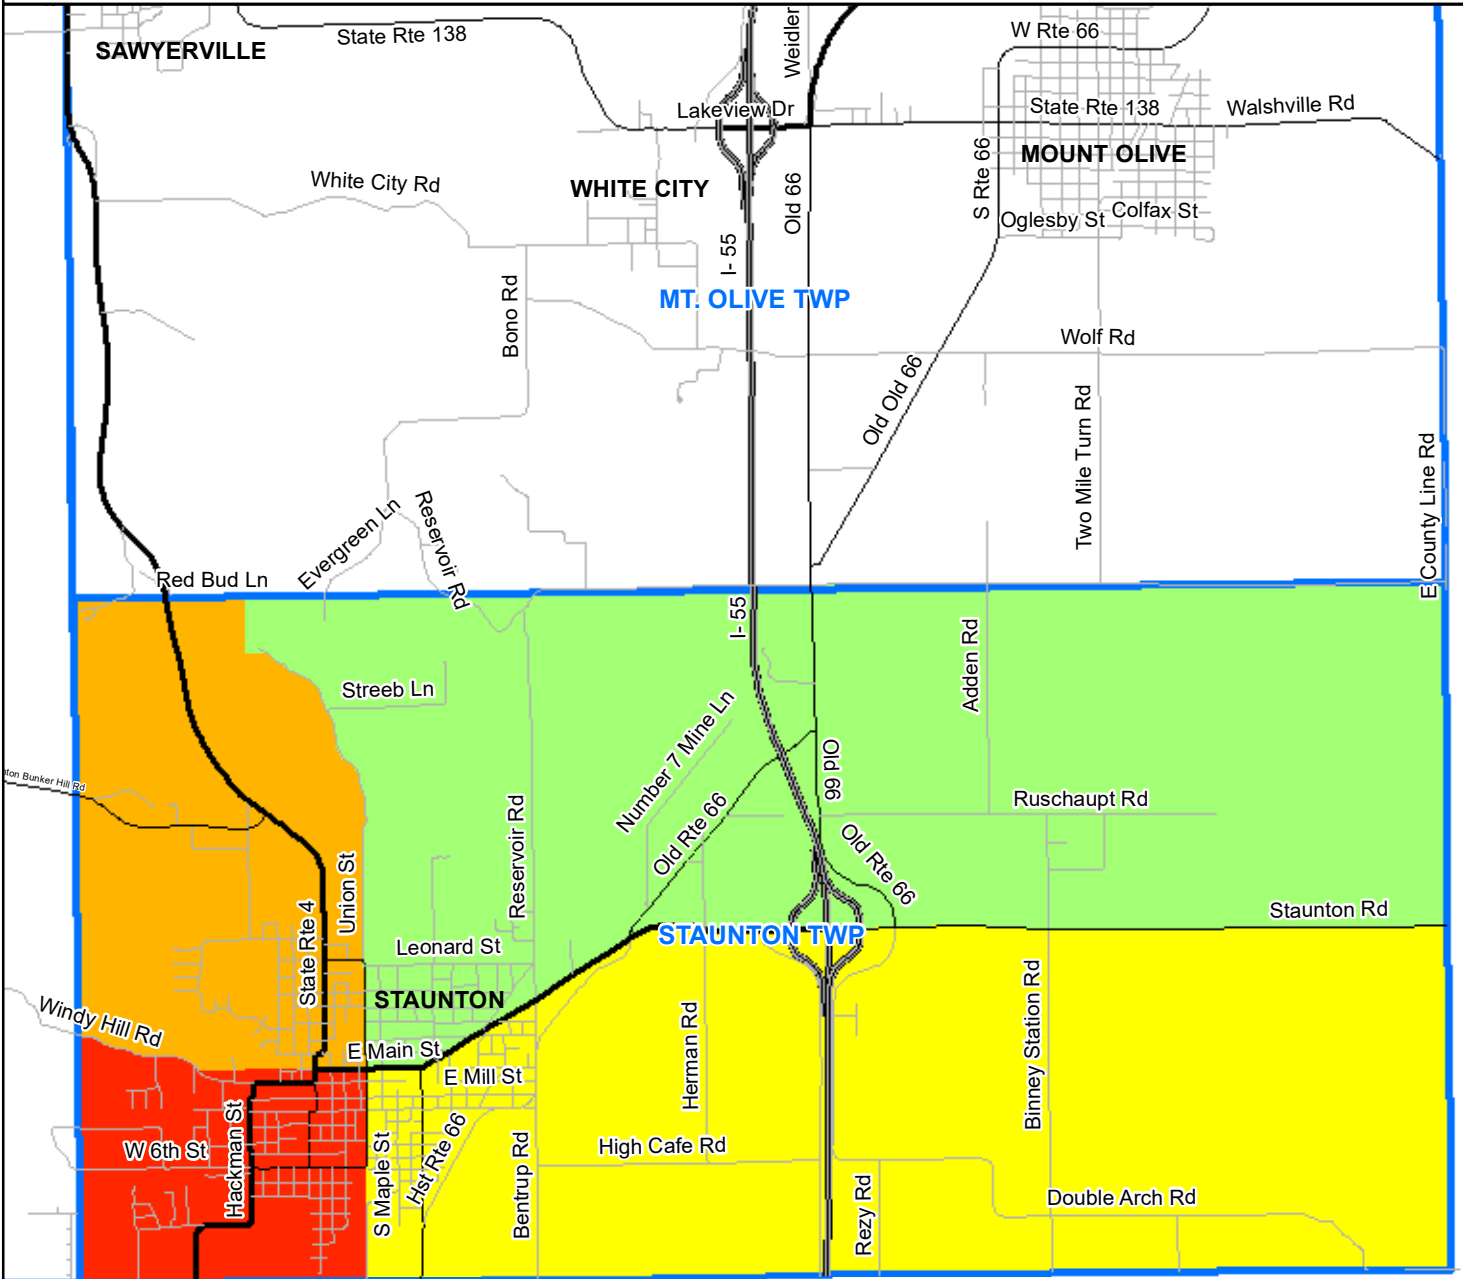 State Rte 138
SAWYERVILLE
Weidler
W Rte 66
Lakeview Dr
State Rte 138
Walshville Rd
MOUNT OLIVE
White City Rd
WHITE CITY
Old 66
S Rte 66
Oglesby St
Colfax St
I- 55
MT. OLIVE TWP
Bono Rd
Wolf Rd
Old Old 66
Two Mile Turn Rd
E County Line Rd
Evergreen Ln
Reservoir Rd
Red Bud Ln
I- 55
Adden Rd
Streeb Ln
Number 7 Mine Ln
Old 66
nton Bunker Hill Rd
Ruschaupt Rd
Reservoir Rd
Old Rte 66
Old Rte 66
Union St
State Rte 4
Staunton Rd
STAUNTON TWP
Leonard St
STAUNTON
Windy Hill Rd
Herman Rd
Binney Station Rd
E Main St
E Mill St
W 6th St
Hackman St
S Maple St
Hst Rte 66
Bentrup Rd
High Cafe Rd
Rezy Rd
Double Arch Rd